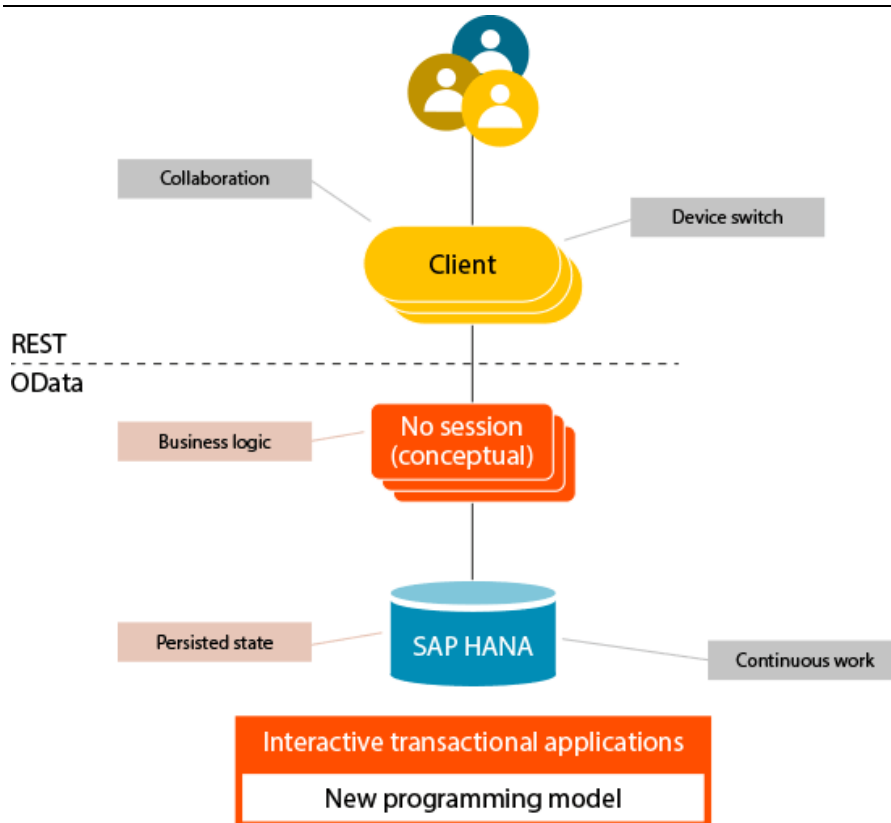 Collaboration
Device switch
Client
REST
OData
Business logic
No session
(conceptual)
Persisted state
SAP HANA
Continuous work
Interactive transactional applications
New programming model